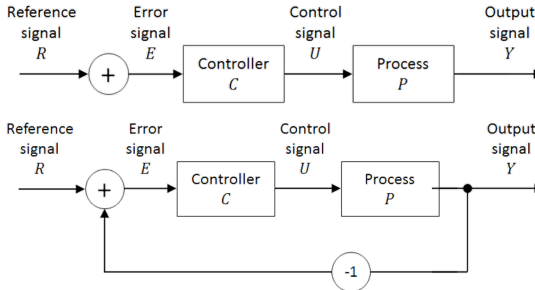 Reference
signal
R
Error
signal
E
Control
signal
U
Output
signal
Y
+
Controller
C
Process
P
Reference
signal
R
Error
signal
E
Control
signal
U
Output
signal
Y
+
Controller
C
Process
P
-1